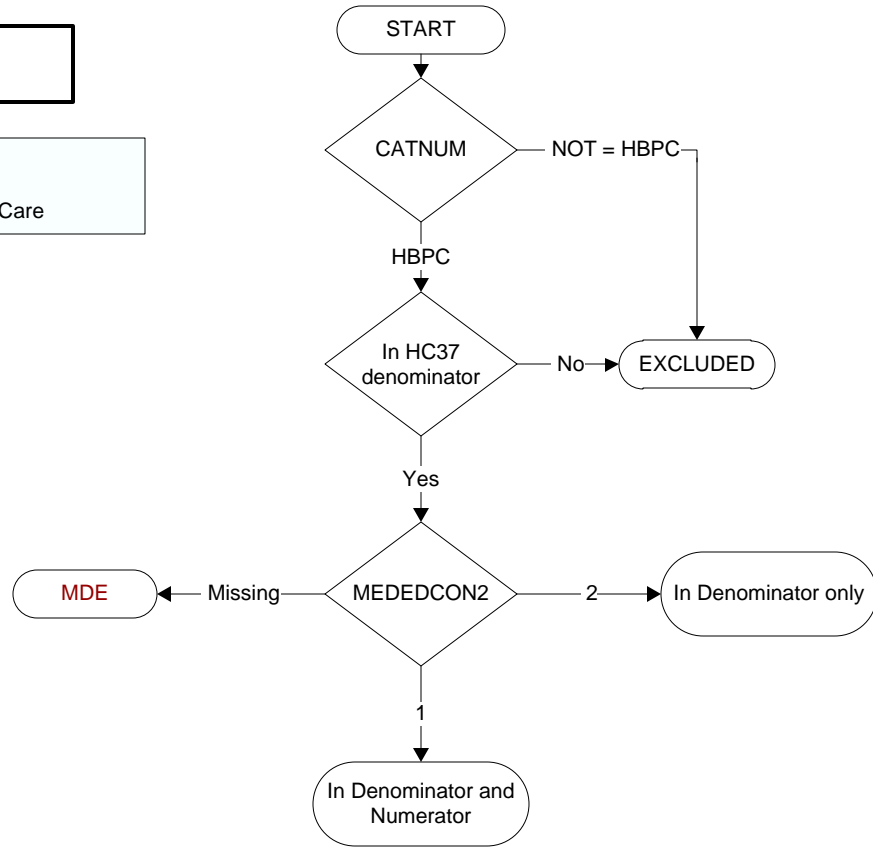 START
CATNUM
NOT = HBPC
Care
HBPC
In HC37
denominator
No
EXCLUDED
Yes
MDE
Missing
MEDEDCON2
2
In Denominator only
1
In Denominator and
Numerator